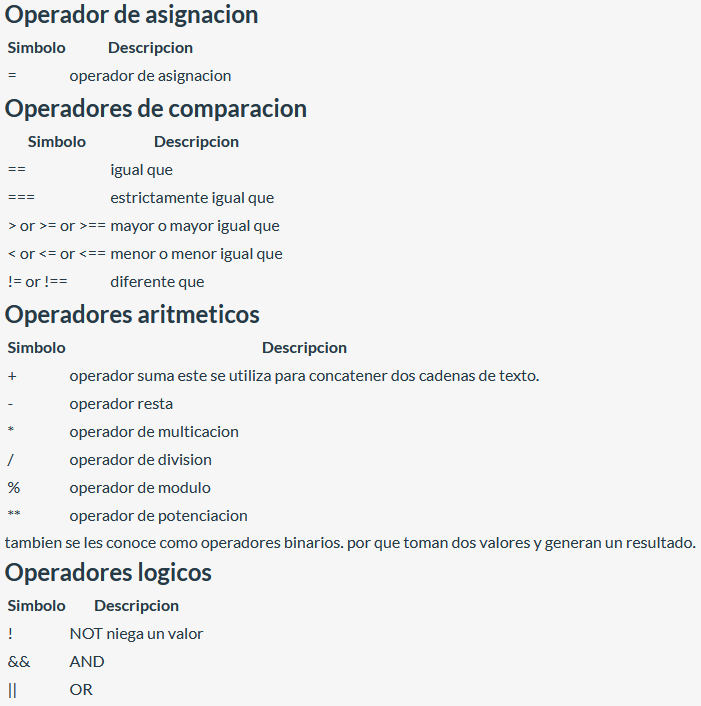 Operador de asignacion
Simbolo Descripcion
= operador de asignacion
Operadores de comparacion
Simbolo Descripcion
== igual que
=== estrictamente igual que
> or >= or >== mayor o mayor igual que
< or <= or <== menor o menor igual que
!= or !== diferente que
Operadores aritmeticos
Simbolo Descripcion
+ operador suma este se utiliza para concatener dos cadenas de texto.
- operador resta
* operador de multicacion
/ operador de division
% operador de modulo
** operador de potenciacion
tambien se les conoce como operadores binarios. por que toman dos valores y generan un resultado.
Operadores logicos
Simbolo Descripcion
! NOT niega un valor
&& AND
|| OR